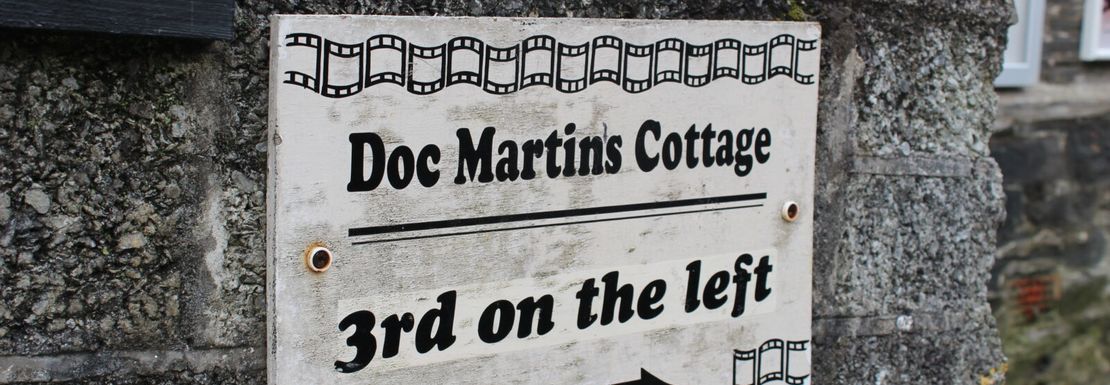 Doc Martins Cottage
3rd on the left